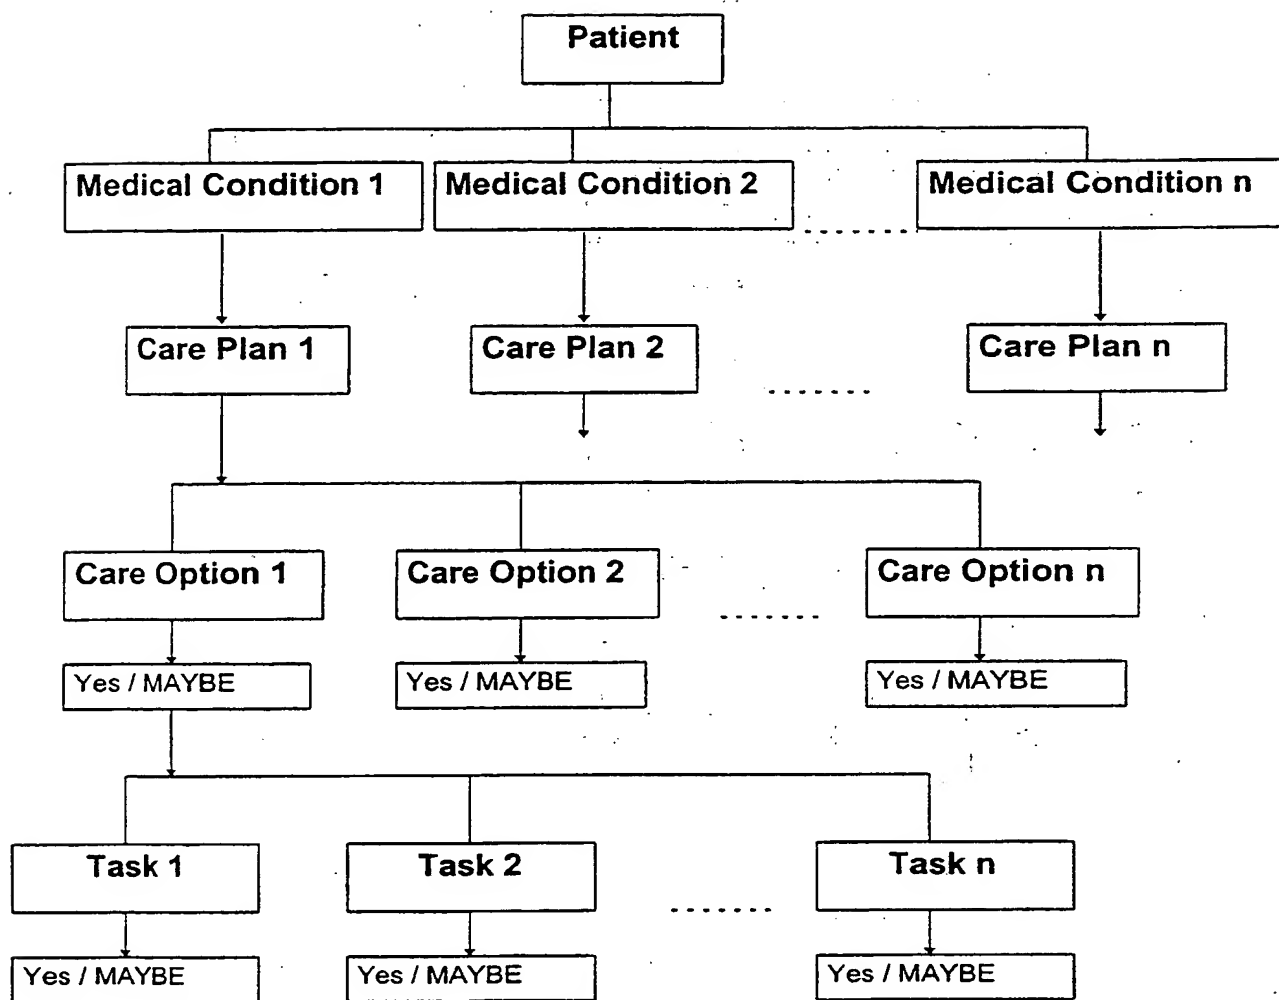 Patient
Medical Condition 1
Medical Condition 2
Medical Condition n
Care Plan 1
Care Plan 2
Care Plan n
Care Option 1
Care Option 2
Care Option n
Yes / MAYBE
Yes / MAYBE
Yes / MAYBE
Task 1
Task 2
Task n
Yes / MAYBE
Yes / MAYBE
Yes / MAYBE